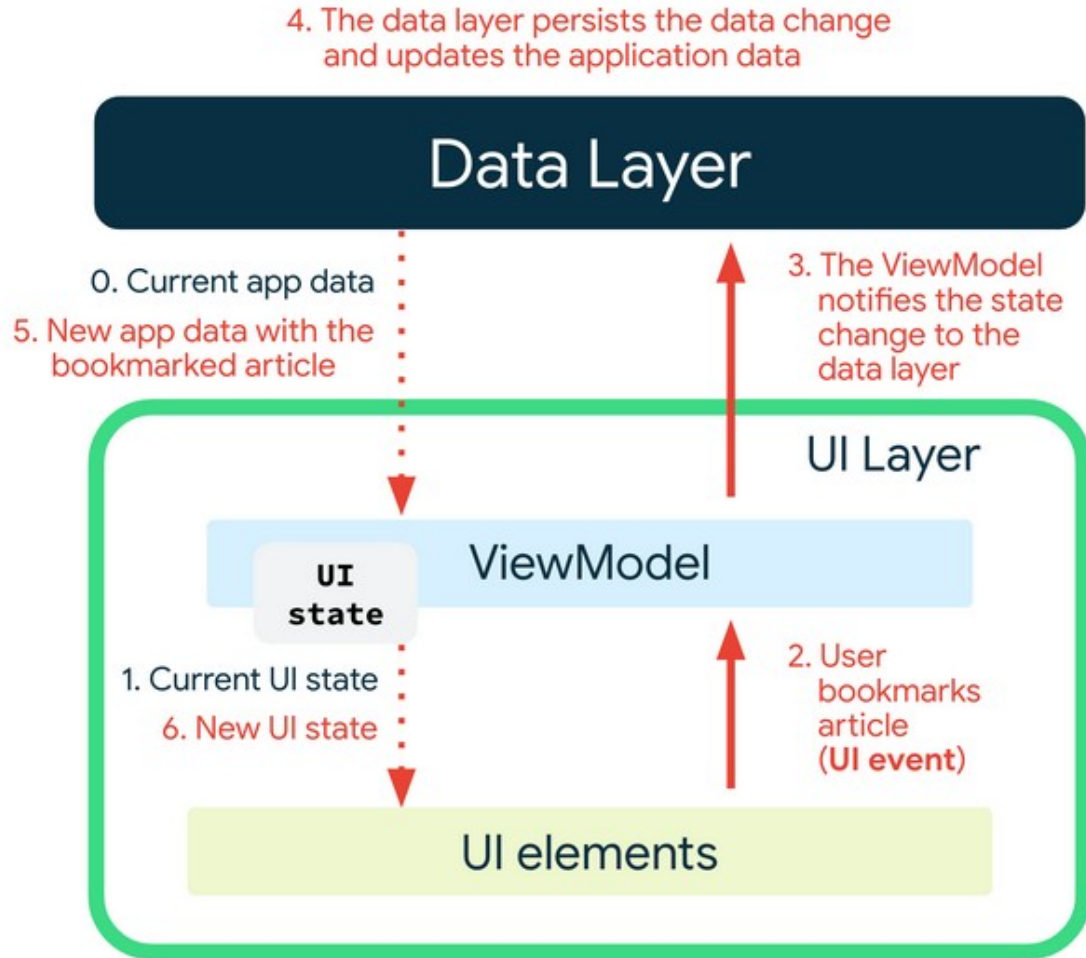 4. The data layer persists the data change
and updates the application data
Data Layer
0. Current app data
5. New app data with the
bookmarked article
3. The ViewModel
notifies the state
change to the
data layer
UI Layer
ViewModel
UI
state
1. Current UI state
6. New UI state
2. User
bookmarks
article
(UI event)
UI elements